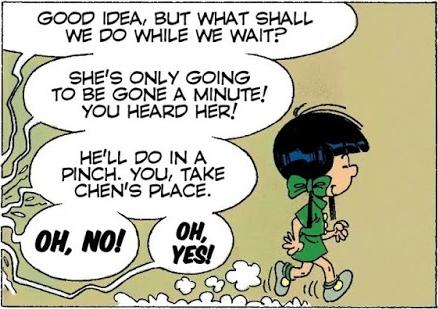 GOOD IDEA, BUT WHAT SHALL
WE DO WHILE WE WAIT?
SHE'S ONLY GOING
TO BE GONE A MINUTE!
YOU HEARD HER!
HE'LL DO IN A
PINCH. YOU, TAKE
CHEN'S PLACE.
OH, NO!
OH,
YES!